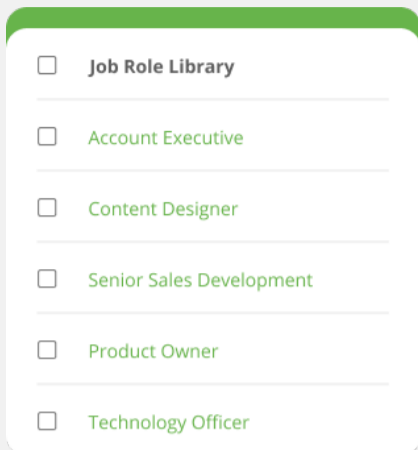 Job Role Library
Account Executive
Content Designer
Senior Sales Development
Product Owner
Technology Officer